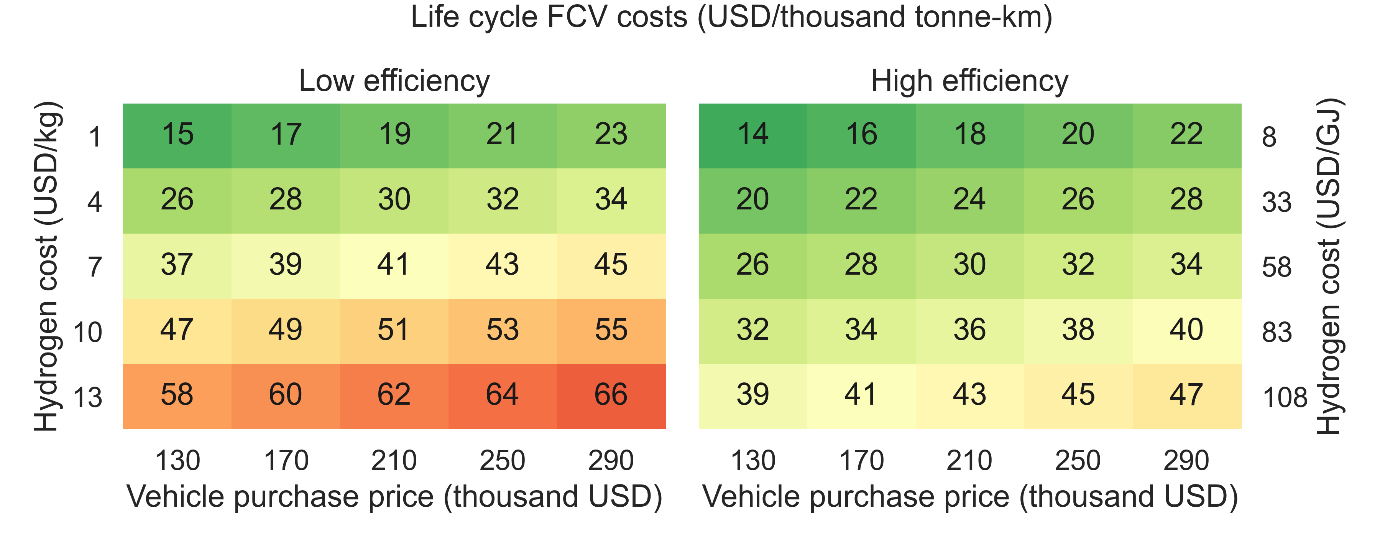 Life cycle FCV costs (USD/thousand tonne-km)
Low efficiency
High efficiency
Hydrogen cost (USD/kg)
1 15 17 19 21 23 14 16 18 20 22 8
4 26 28 30 32 34 20 22 24 26 28 33
7 37 39 41 43 45 26 28 30 32 34 58
10 47 49 51 53 55 32 34 36 38 40 83
13 58 60 62 64 66 39 41 43 45 47 108
Hydrogen cost (USD/GJ)
130 170 210 250 290 130 170 210 250 290
Vehicle purchase price (thousand USD)
Vehicle purchase price (thousand USD)